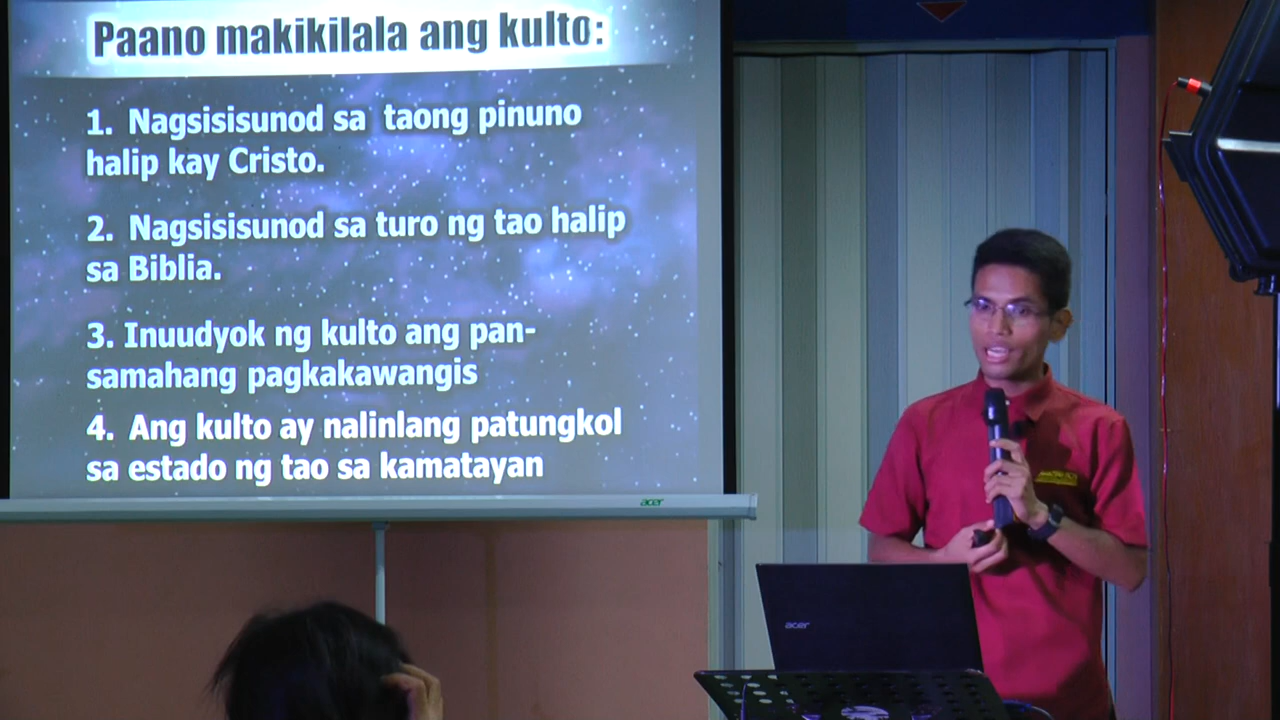 Paano makikilala ang kulto:
1. Nagsisisunod sa taong pinuno
halip kay Cristo.
2. Nagsisisunod sa turo ng tao halip
sa Biblia.
3. Inuudyok ng kulto ang pan-
samahang pagkakawangis
4. Ang kulto ay nalinlang patungkol
sa estado ng tao sa kamatayan
acer
acer